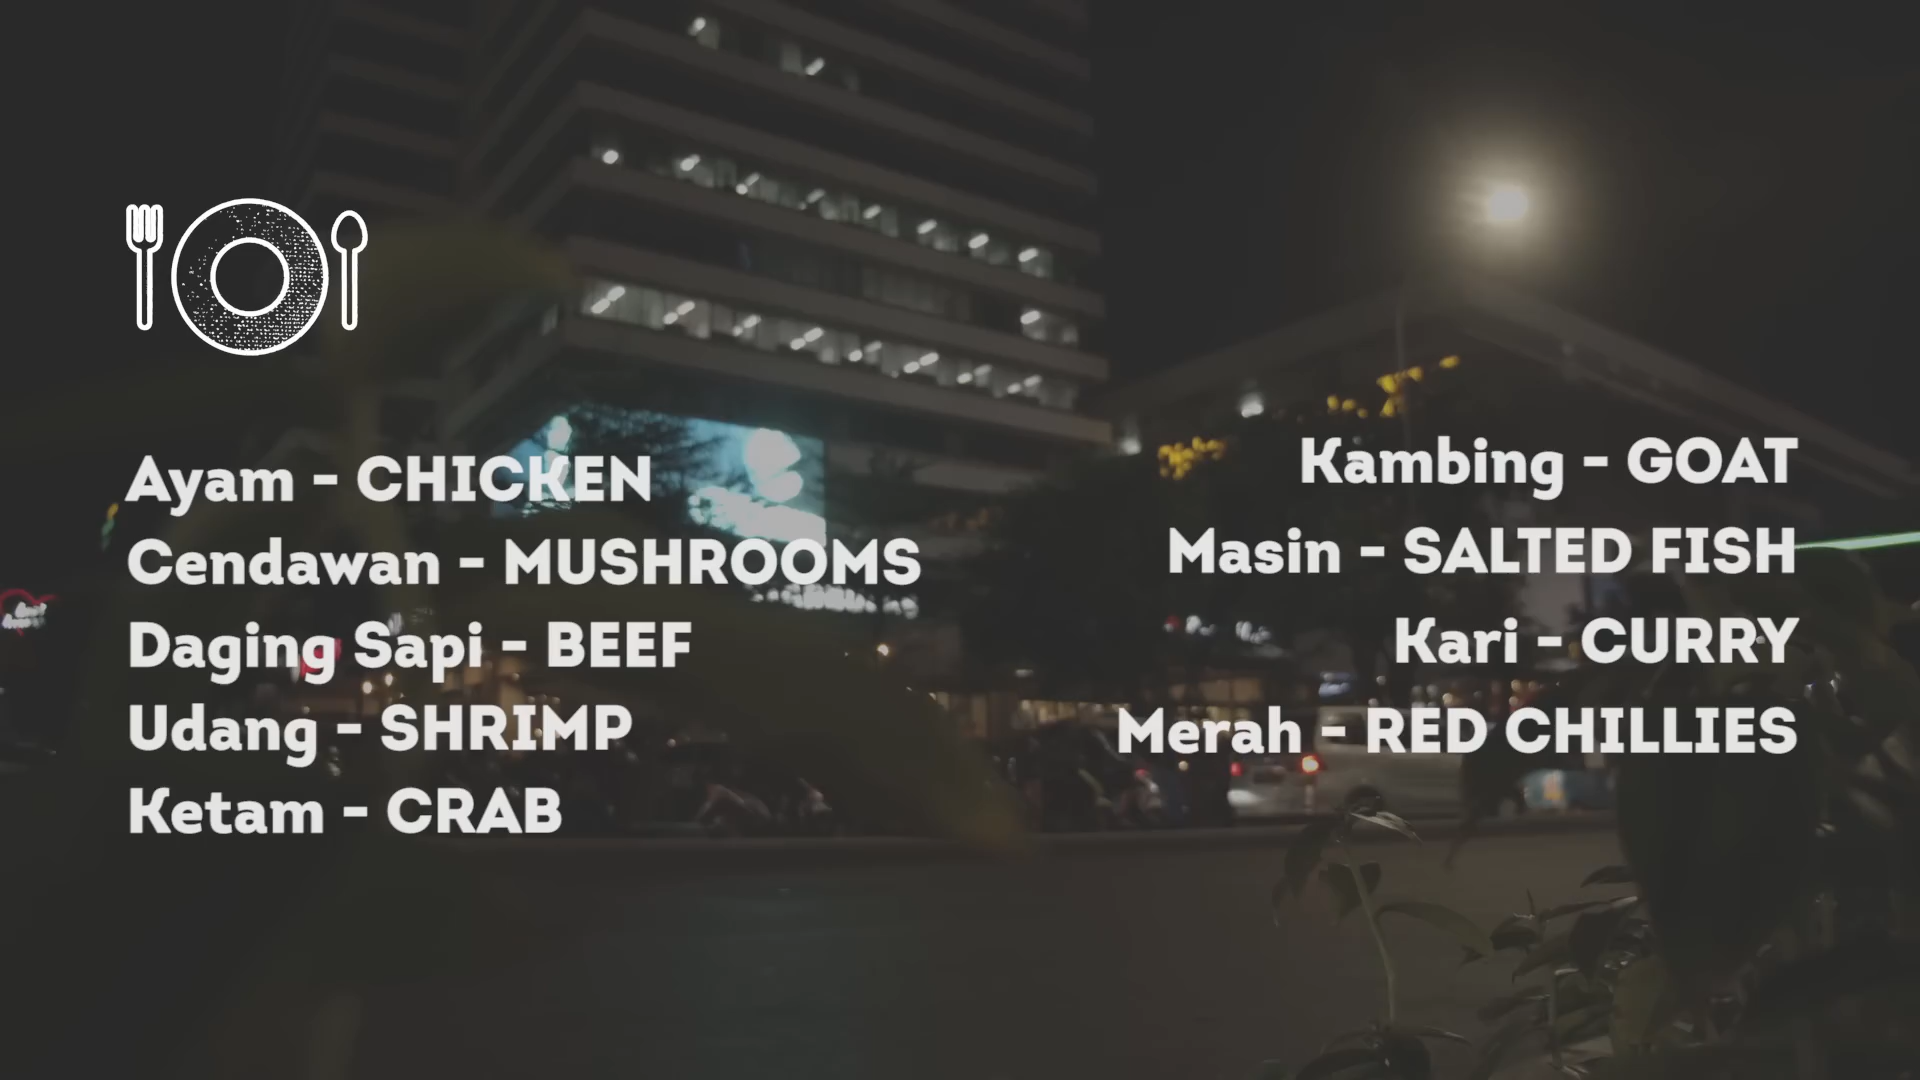 Ayam - CHICKEN
Cendawan - MUSHROOMS
Daging Sapi - BEEF
Udang - SHRIMP
Ketam - CRAB
Kambing - GOAT
Masin - SALTED FISH
Kari - CURRY
Merah - RED CHILLIES